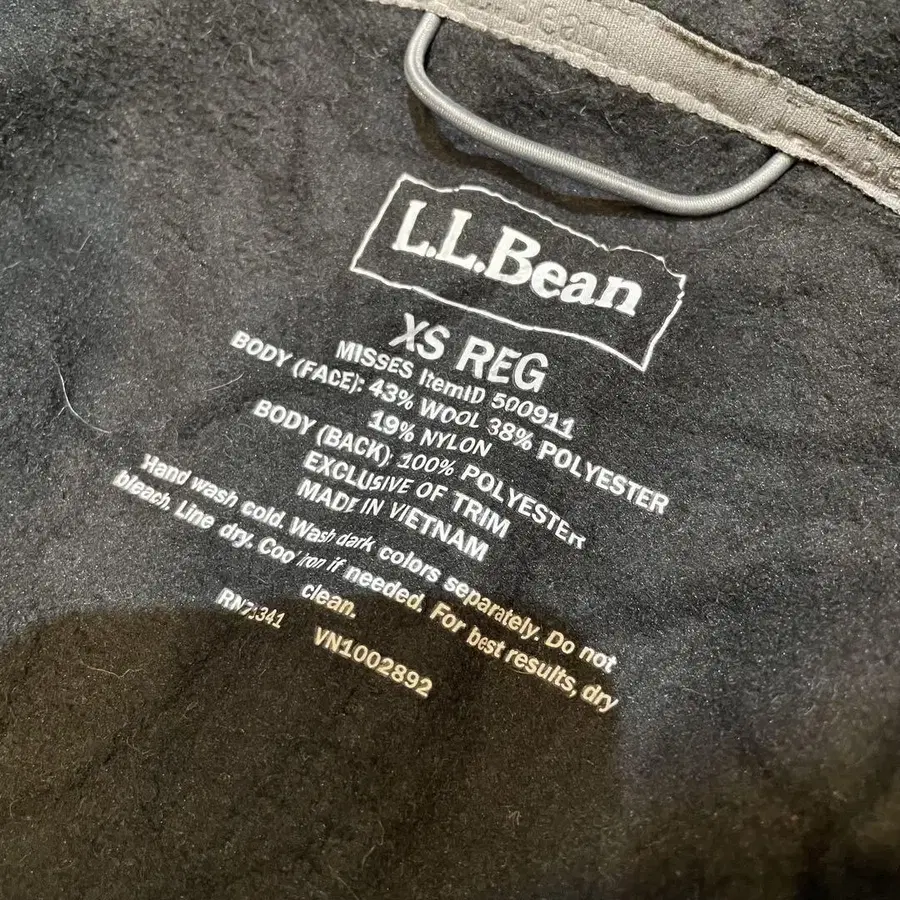 Bean
L.L.Bean
XS REG
MISSES ItemID 500911
BODY (FACE): 43% WOOL 38% POLYESTER
19% NYLON
BODY (BACK): 100% POLYESTER
EXCLUSIVE OF TRIM
MADE IN VIETNAM
Hand wash cold. Wash dark colors separately. Do not
bleach. Line dry. Cool iron if needed. For best results, dry
clean.
VN1002892